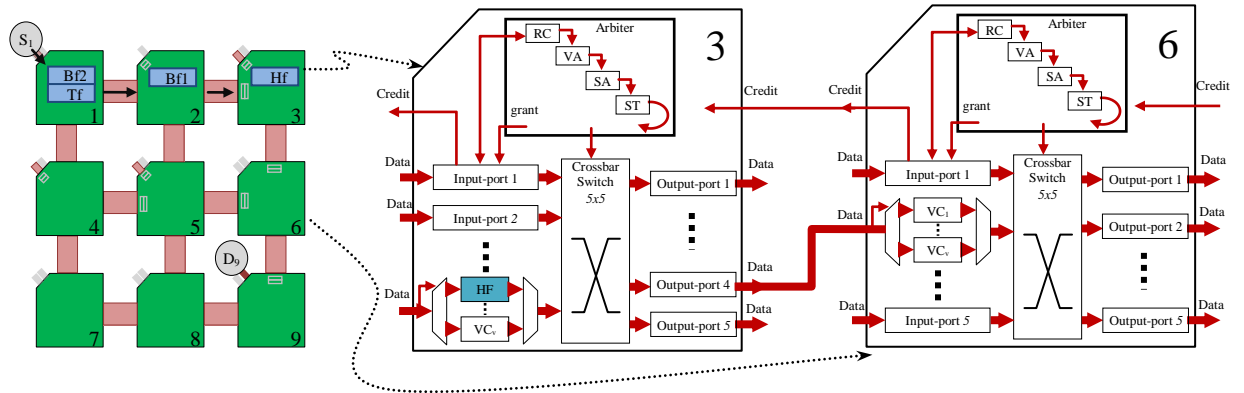 S1
Bf2
Tf
1
Bf1
2
Hf
3
4
5
6
D9
7
8
9
3
Arbiter
RC
VA
SA
ST
grant
Credit
Credit
Data
Input-port 1
Data
Input-port 2
Data
HF
VCv
Crossbar
Switch
5x5
Output-port 1
Data
Output-port 4
Data
Output-port 5
Data
6
Arbiter
RC
VA
SA
ST
grant
Credit
Credit
Data
Input-port 1
Data
VC1
VCv
Data
Input-port 5
Crossbar
Switch
5x5
Output-port 1
Data
Output-port 2
Data
Output-port 5
Data